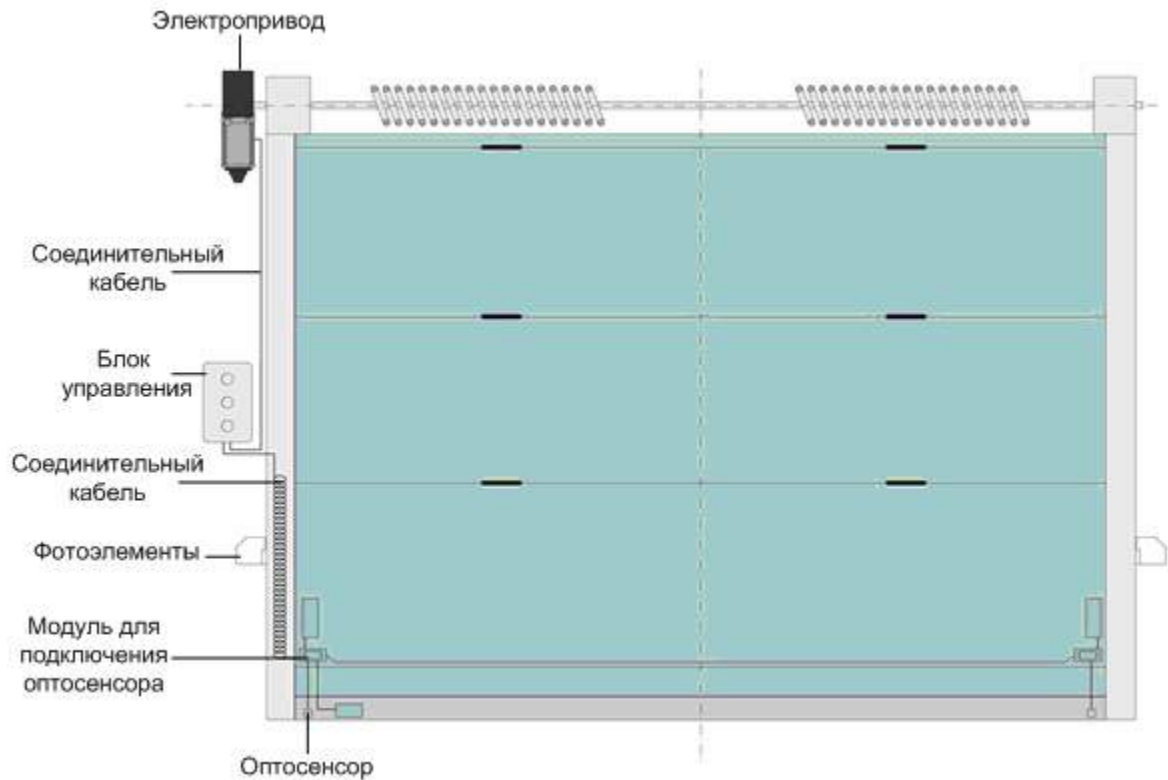 Электропривод
Соединительный
кабель
Блок
управления
Соединительный
кабель
Фотоэлементы
Модуль для
подключения
оптосенсора
Оптосенсор